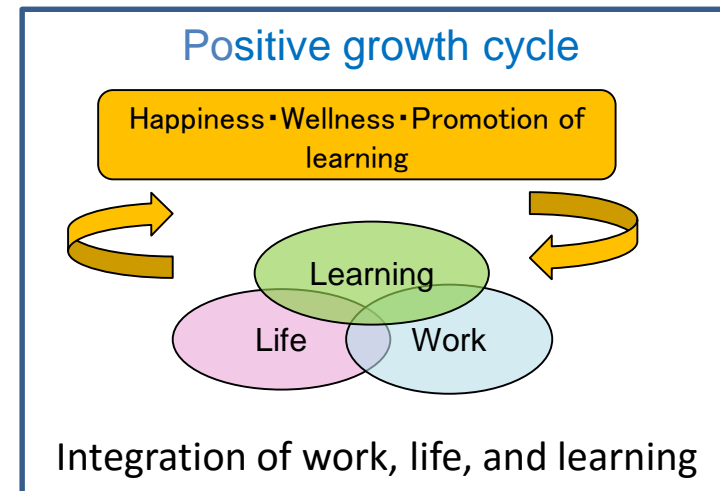 Positive growth cycle
Happiness･Wellness･Promotion of
learning
Learning
Life
Work
Integration of work, life, and learning